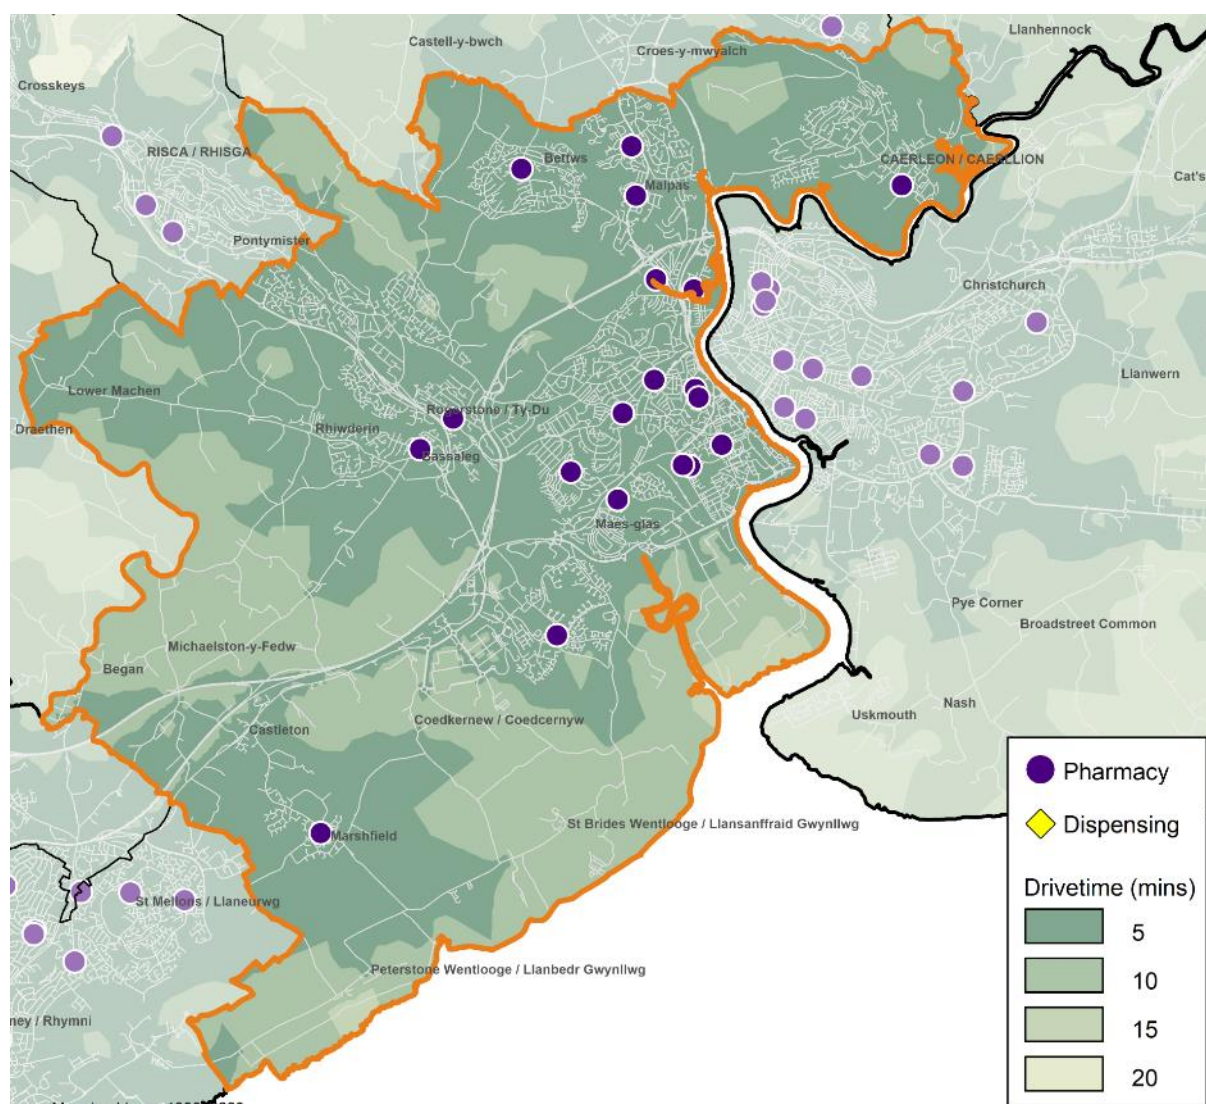 Castell-y-bwch
Croes-y-mwyalch
Llanhennock
Crosskeys
RISCA / RHISGA
Bettws
CAERLEON / CAERLLION
Malpas
Cat's
Pontymister
Christchurch
Lower Machen
Llanwern
Rogerstone / Ty-Du
Draethen
Rhiwderin
Bassaleg
Maes-glas
Pye Corner
Broadstreet Common
Michaelston-y-Fedw
Began
Nash
Uskmouth
Coedkernew / Coedcernyw
Castleton
St Brides Wentlooge / Llansanffraid Gwynllwg
Marshfield
St Mellons / Llaneurwg
Peterstone Wentlooge / Llanbedr Gwynllwg
ney / Rhymni
Pharmacy
Dispensing
Drivetime (mins)
5
10
15
20